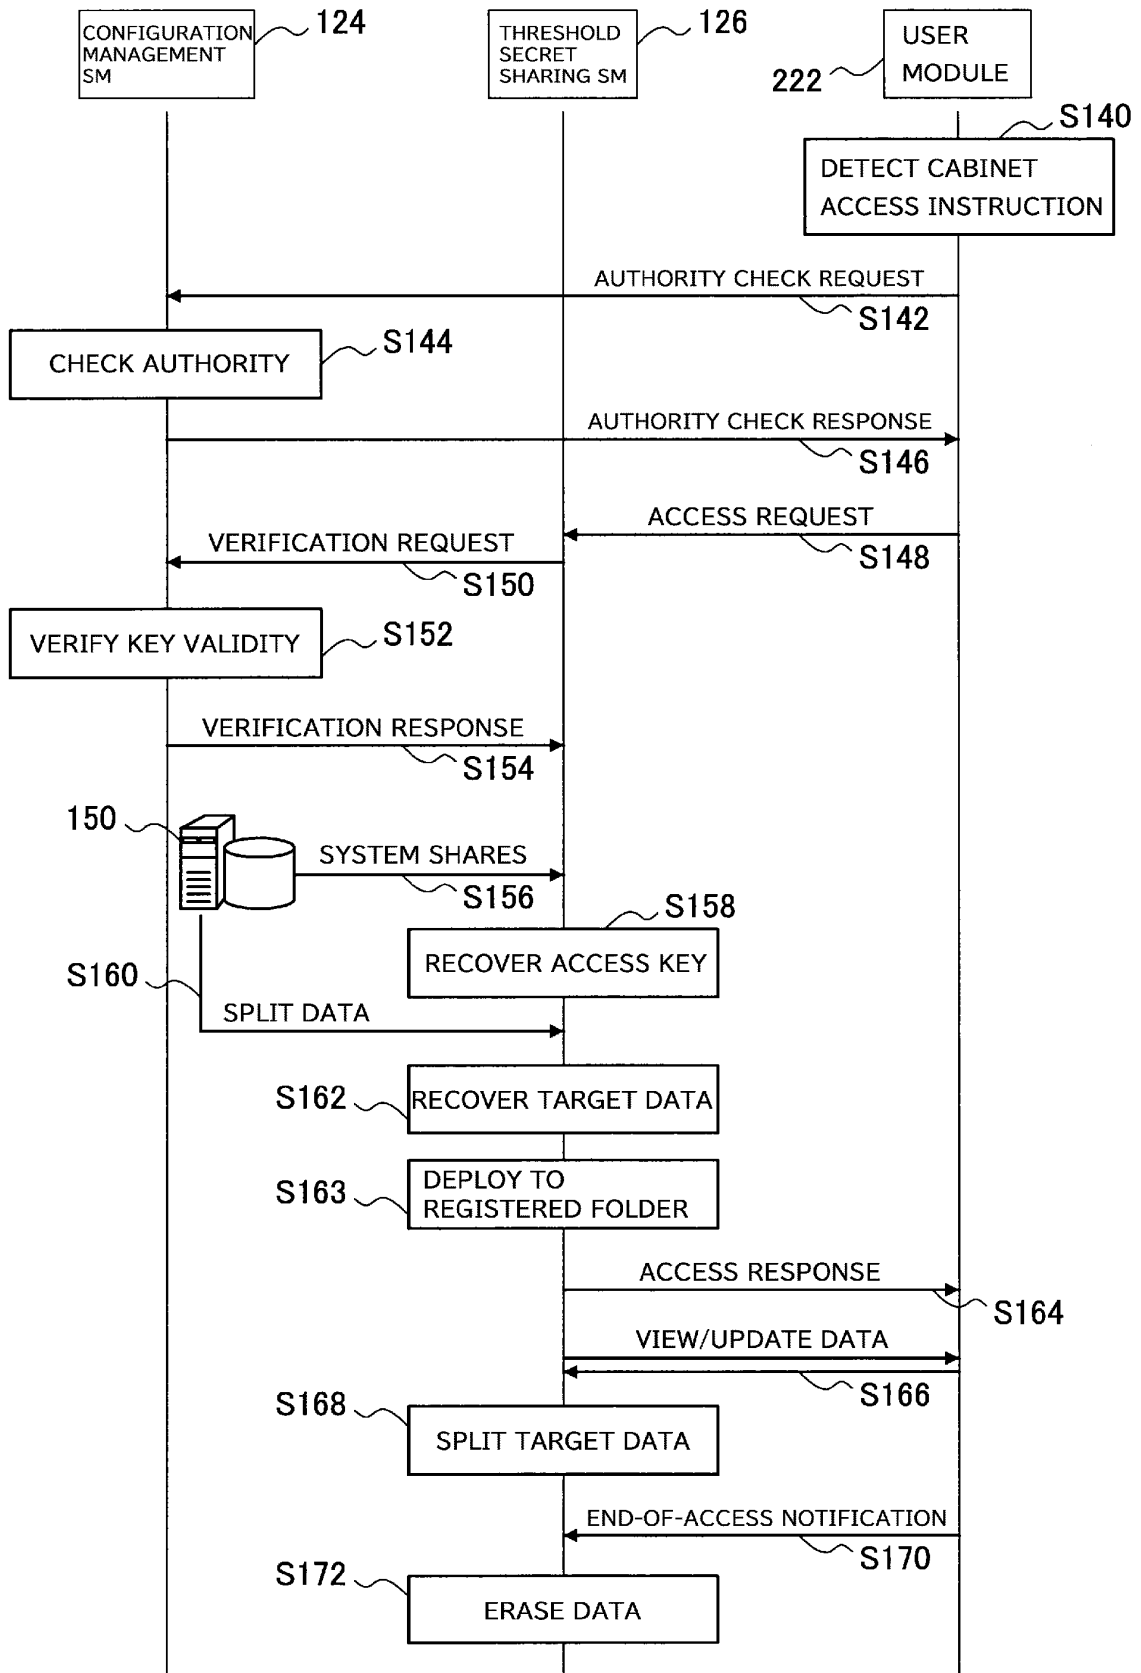 CONFIGURATION
MANAGEMENT
SM
124
THRESHOLD
SECRET
SHARING SM
126
USER
MODULE
222
S140
DETECT CABINET
ACCESS INSTRUCTION
AUTHORITY CHECK REQUEST
S142
CHECK AUTHORITY
S144
AUTHORITY CHECK RESPONSE
S146
ACCESS REQUEST
S148
VERIFICATION REQUEST
S150
VERIFY KEY VALIDITY
S152
VERIFICATION RESPONSE
S154
150
SYSTEM SHARES
S156
S158
RECOVER ACCESS KEY
S160
SPLIT DATA
S162
RECOVER TARGET DATA
S163
DEPLOY TO
REGISTERED FOLDER
ACCESS RESPONSE
S164
VIEW/UPDATE DATA
S166
S168
SPLIT TARGET DATA
END-OF-ACCESS NOTIFICATION
S170
S172
ERASE DATA